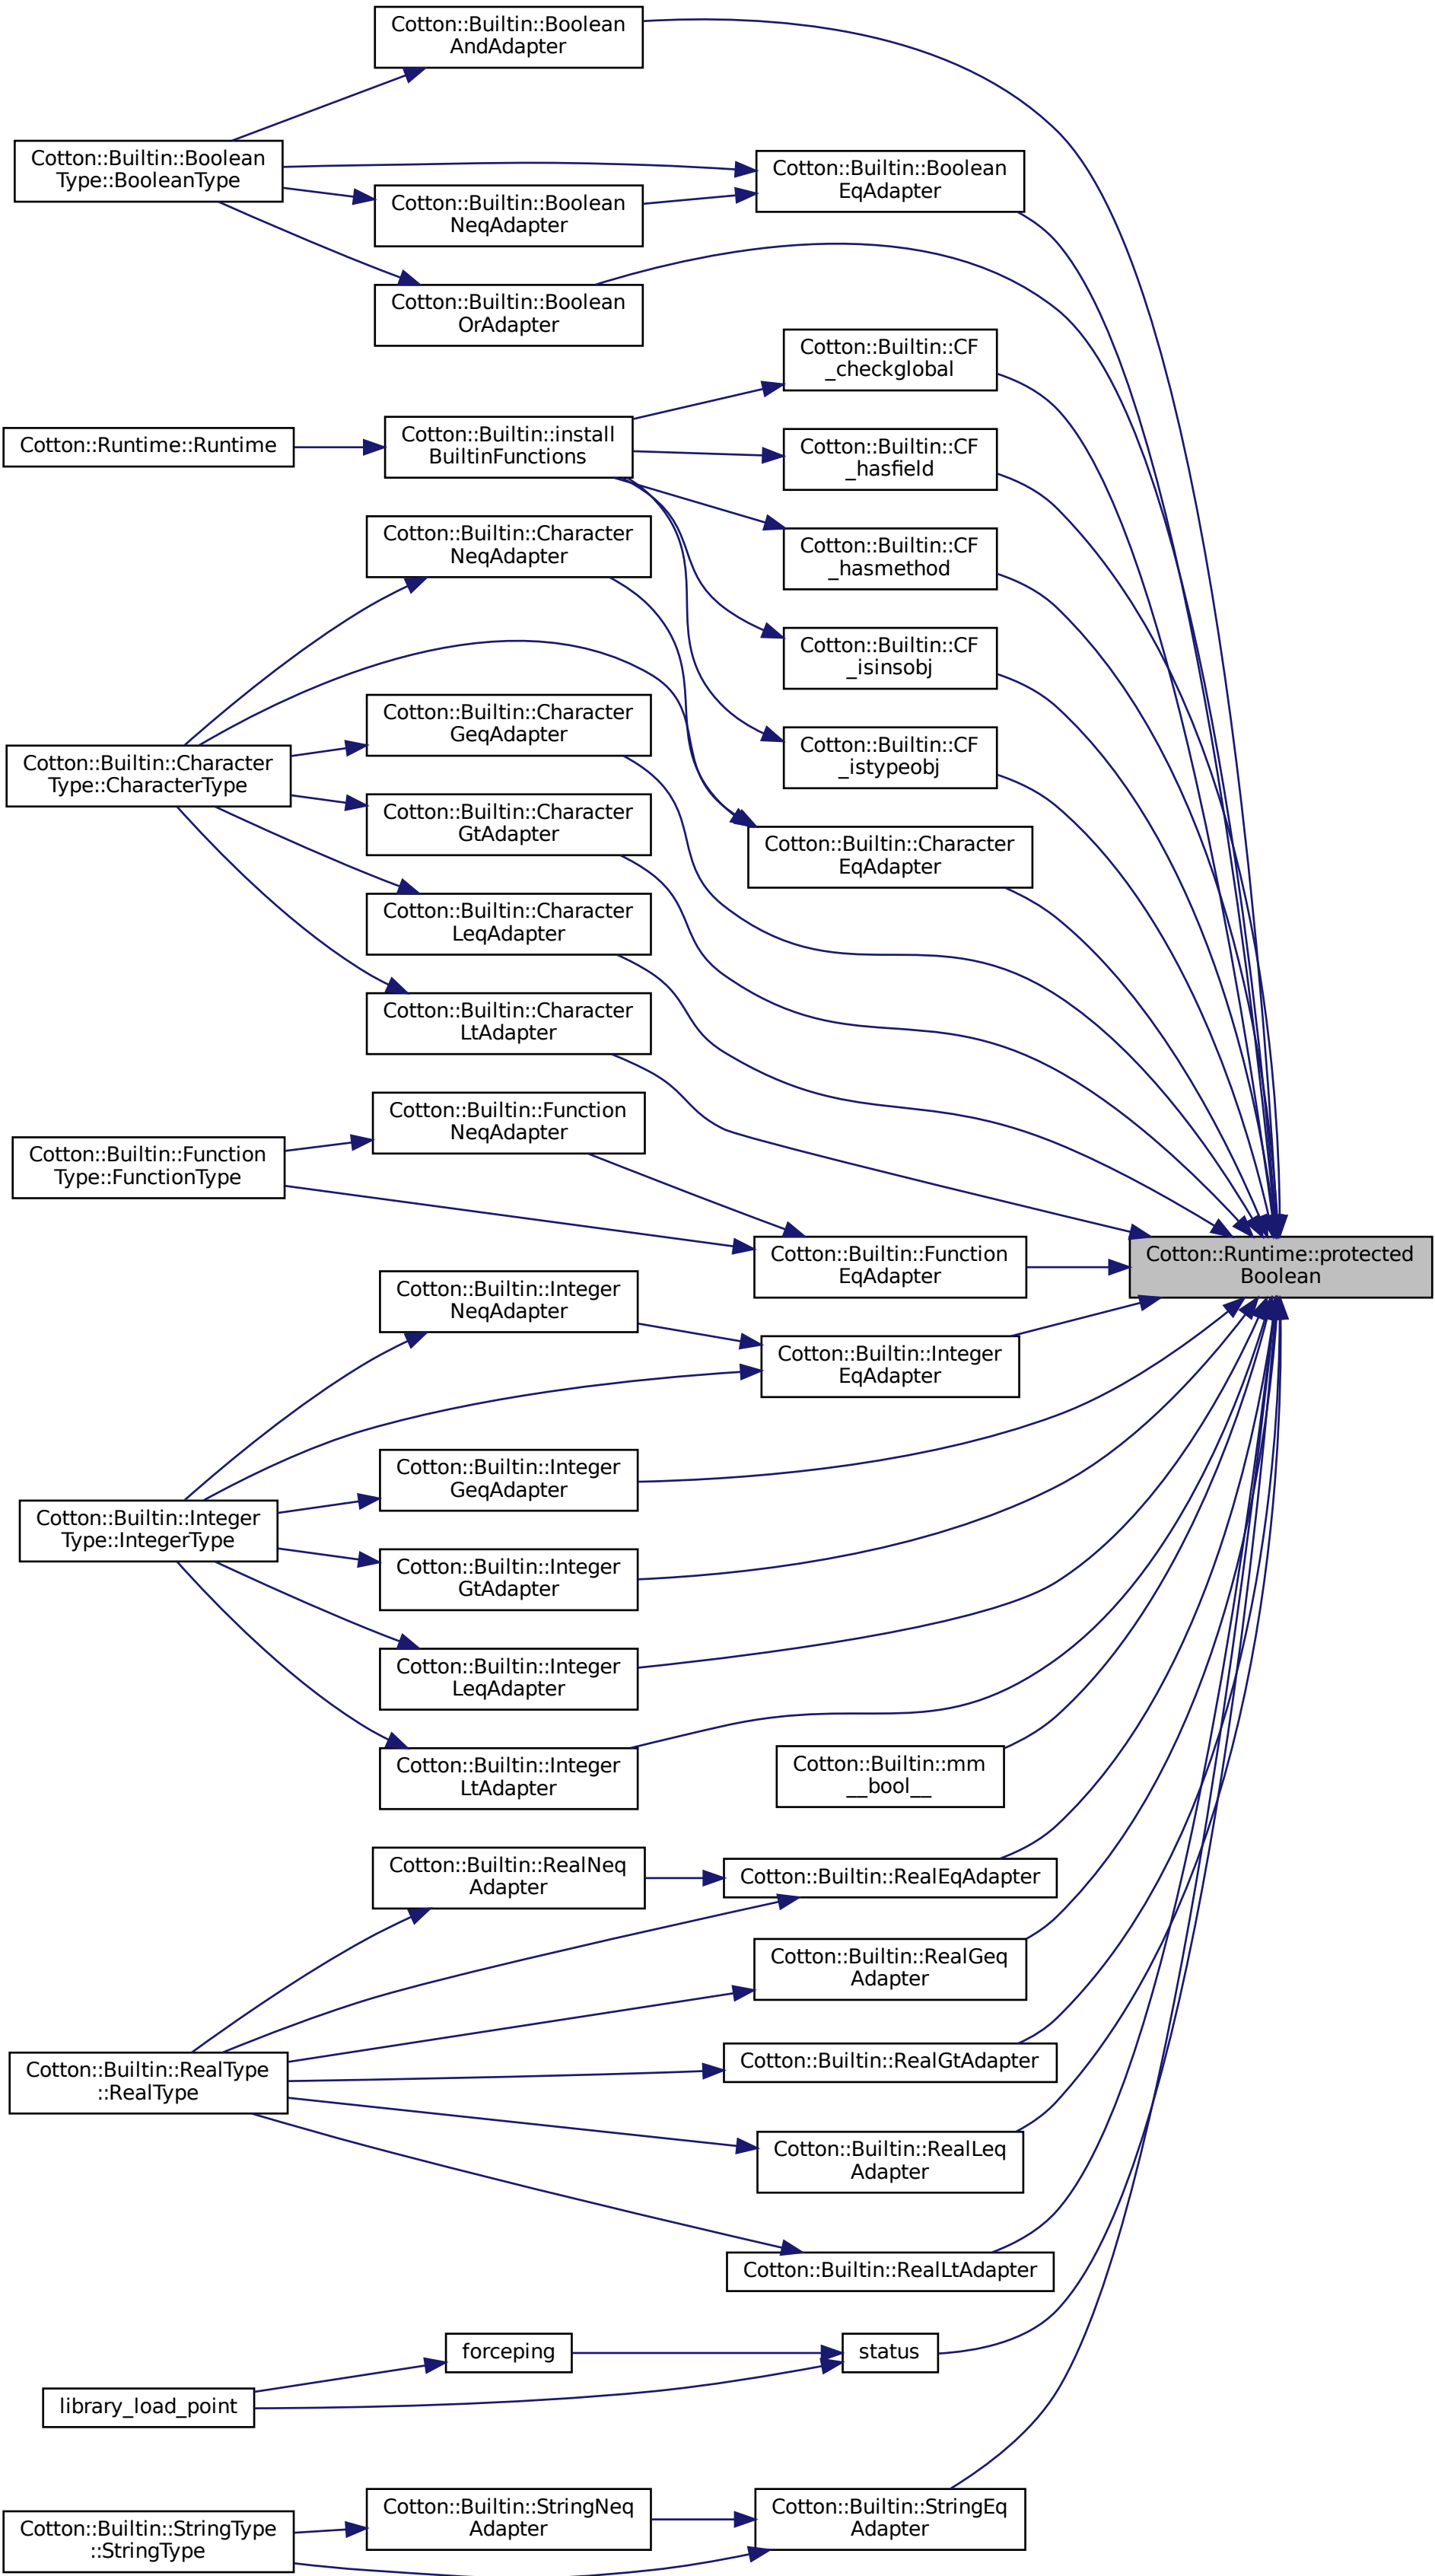 Cotton::Builtin::Boolean
AndAdapter
Cotton::Builtin::Boolean
Type::BooleanType
Cotton::Builtin::Boolean
EqAdapter
Cotton::Builtin::Boolean
NeqAdapter
Cotton::Builtin::Boolean
OrAdapter
Cotton::Builtin::CF
_checkglobal
Cotton::Runtime::Runtime
Cotton::Builtin::install
BuiltinFunctions
Cotton::Builtin::CF
_hasfield
Cotton::Builtin::Character
NeqAdapter
Cotton::Builtin::CF
_hasmethod
Cotton::Builtin::CF
_isinsobj
Cotton::Builtin::Character
GeqAdapter
Cotton::Builtin::CF
_istypeobj
Cotton::Builtin::Character
Type::CharacterType
Cotton::Builtin::Character
GtAdapter
Cotton::Builtin::Character
EqAdapter
Cotton::Builtin::Character
LeqAdapter
Cotton::Builtin::Character
LtAdapter
Cotton::Builtin::Function
NeqAdapter
Cotton::Builtin::Function
Type::FunctionType
Cotton::Builtin::Function
EqAdapter
Cotton::Runtime::protected
Boolean
Cotton::Builtin::Integer
NeqAdapter
Cotton::Builtin::Integer
EqAdapter
Cotton::Builtin::Integer
GeqAdapter
Cotton::Builtin::Integer
Type::IntegerType
Cotton::Builtin::Integer
GtAdapter
Cotton::Builtin::Integer
LeqAdapter
Cotton::Builtin::Integer
LtAdapter
Cotton::Builtin::mm
__bool__
Cotton::Builtin::RealNeq
Adapter
Cotton::Builtin::RealEqAdapter
Cotton::Builtin::RealGeq
Adapter
Cotton::Builtin::RealType
::RealType
Cotton::Builtin::RealGtAdapter
Cotton::Builtin::RealLeq
Adapter
Cotton::Builtin::RealLtAdapter
forceping
status
library_load_point
Cotton::Builtin::StringNeq
Adapter
Cotton::Builtin::StringEq
Adapter
Cotton::Builtin::StringType
::StringType